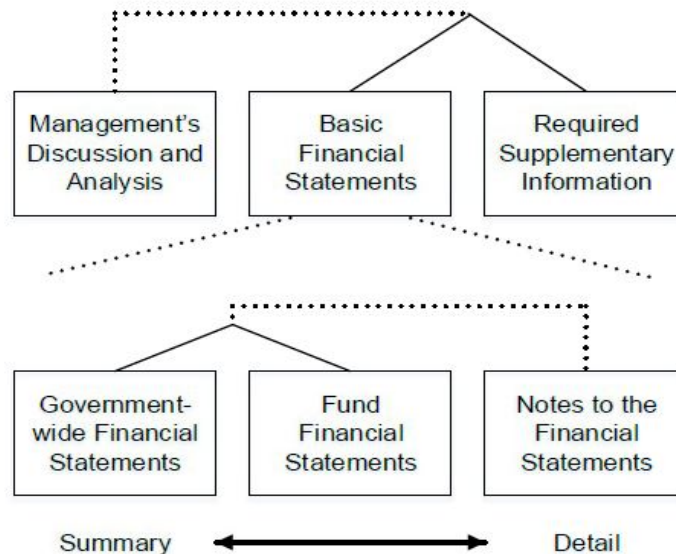 Management's
Discussion and
Analysis
Basic
Financial
Statements
Required
Supplementary
Information
Government-
wide Financial
Statements
Fund
Financial
Statements
Notes to the
Financial
Statements
Summary
Detail